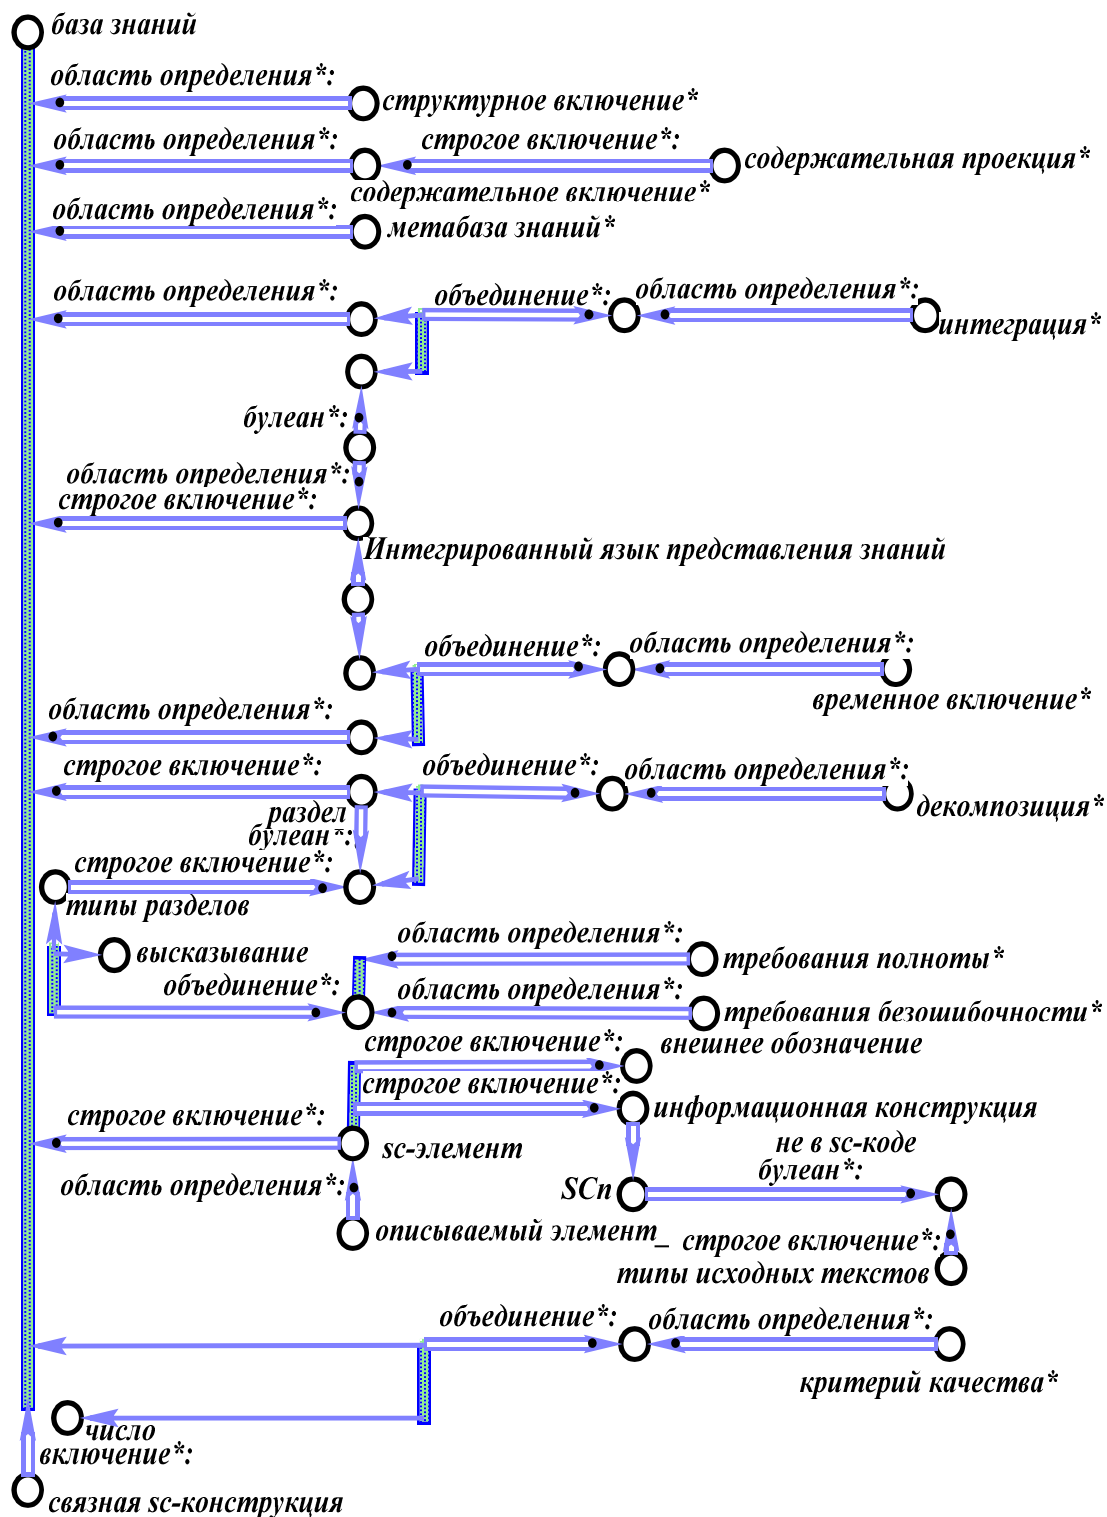 база знаний
область определения*:
структурное включение*
область определения*:
строгое включение*:
содержательная проекция*
содержательное включение*
область определения*:
метабаза знаний*
область определения*:
объединение*:
область определения*:
интеграция*
булеан*:
область определения*:
строгое включение*:
Интегрированный язык представления знаний
объединение*:
область определения*:
временное включение*
область определения*:
строгое включение*:
объединение*:
область определения*:
раздел
декомпозиция*
булеан*:
строгое включение*:
типы разделов
высказывание
область определения*:
требования полноты*
объединение*:
область определения*:
требования безошибочности*
строгое включение*:
внешнее обозначение
строгое включение*:
информационная конструкция
не в sc-коде
строгое включение*:
sc-элемент
булеан*:
область определения*:
SCn
описываемый элемент_
строгое включение*:
типы исходных текстов
объединение*:
область определения*:
критерий качества*
число
включение*:
связная sc-конструкция